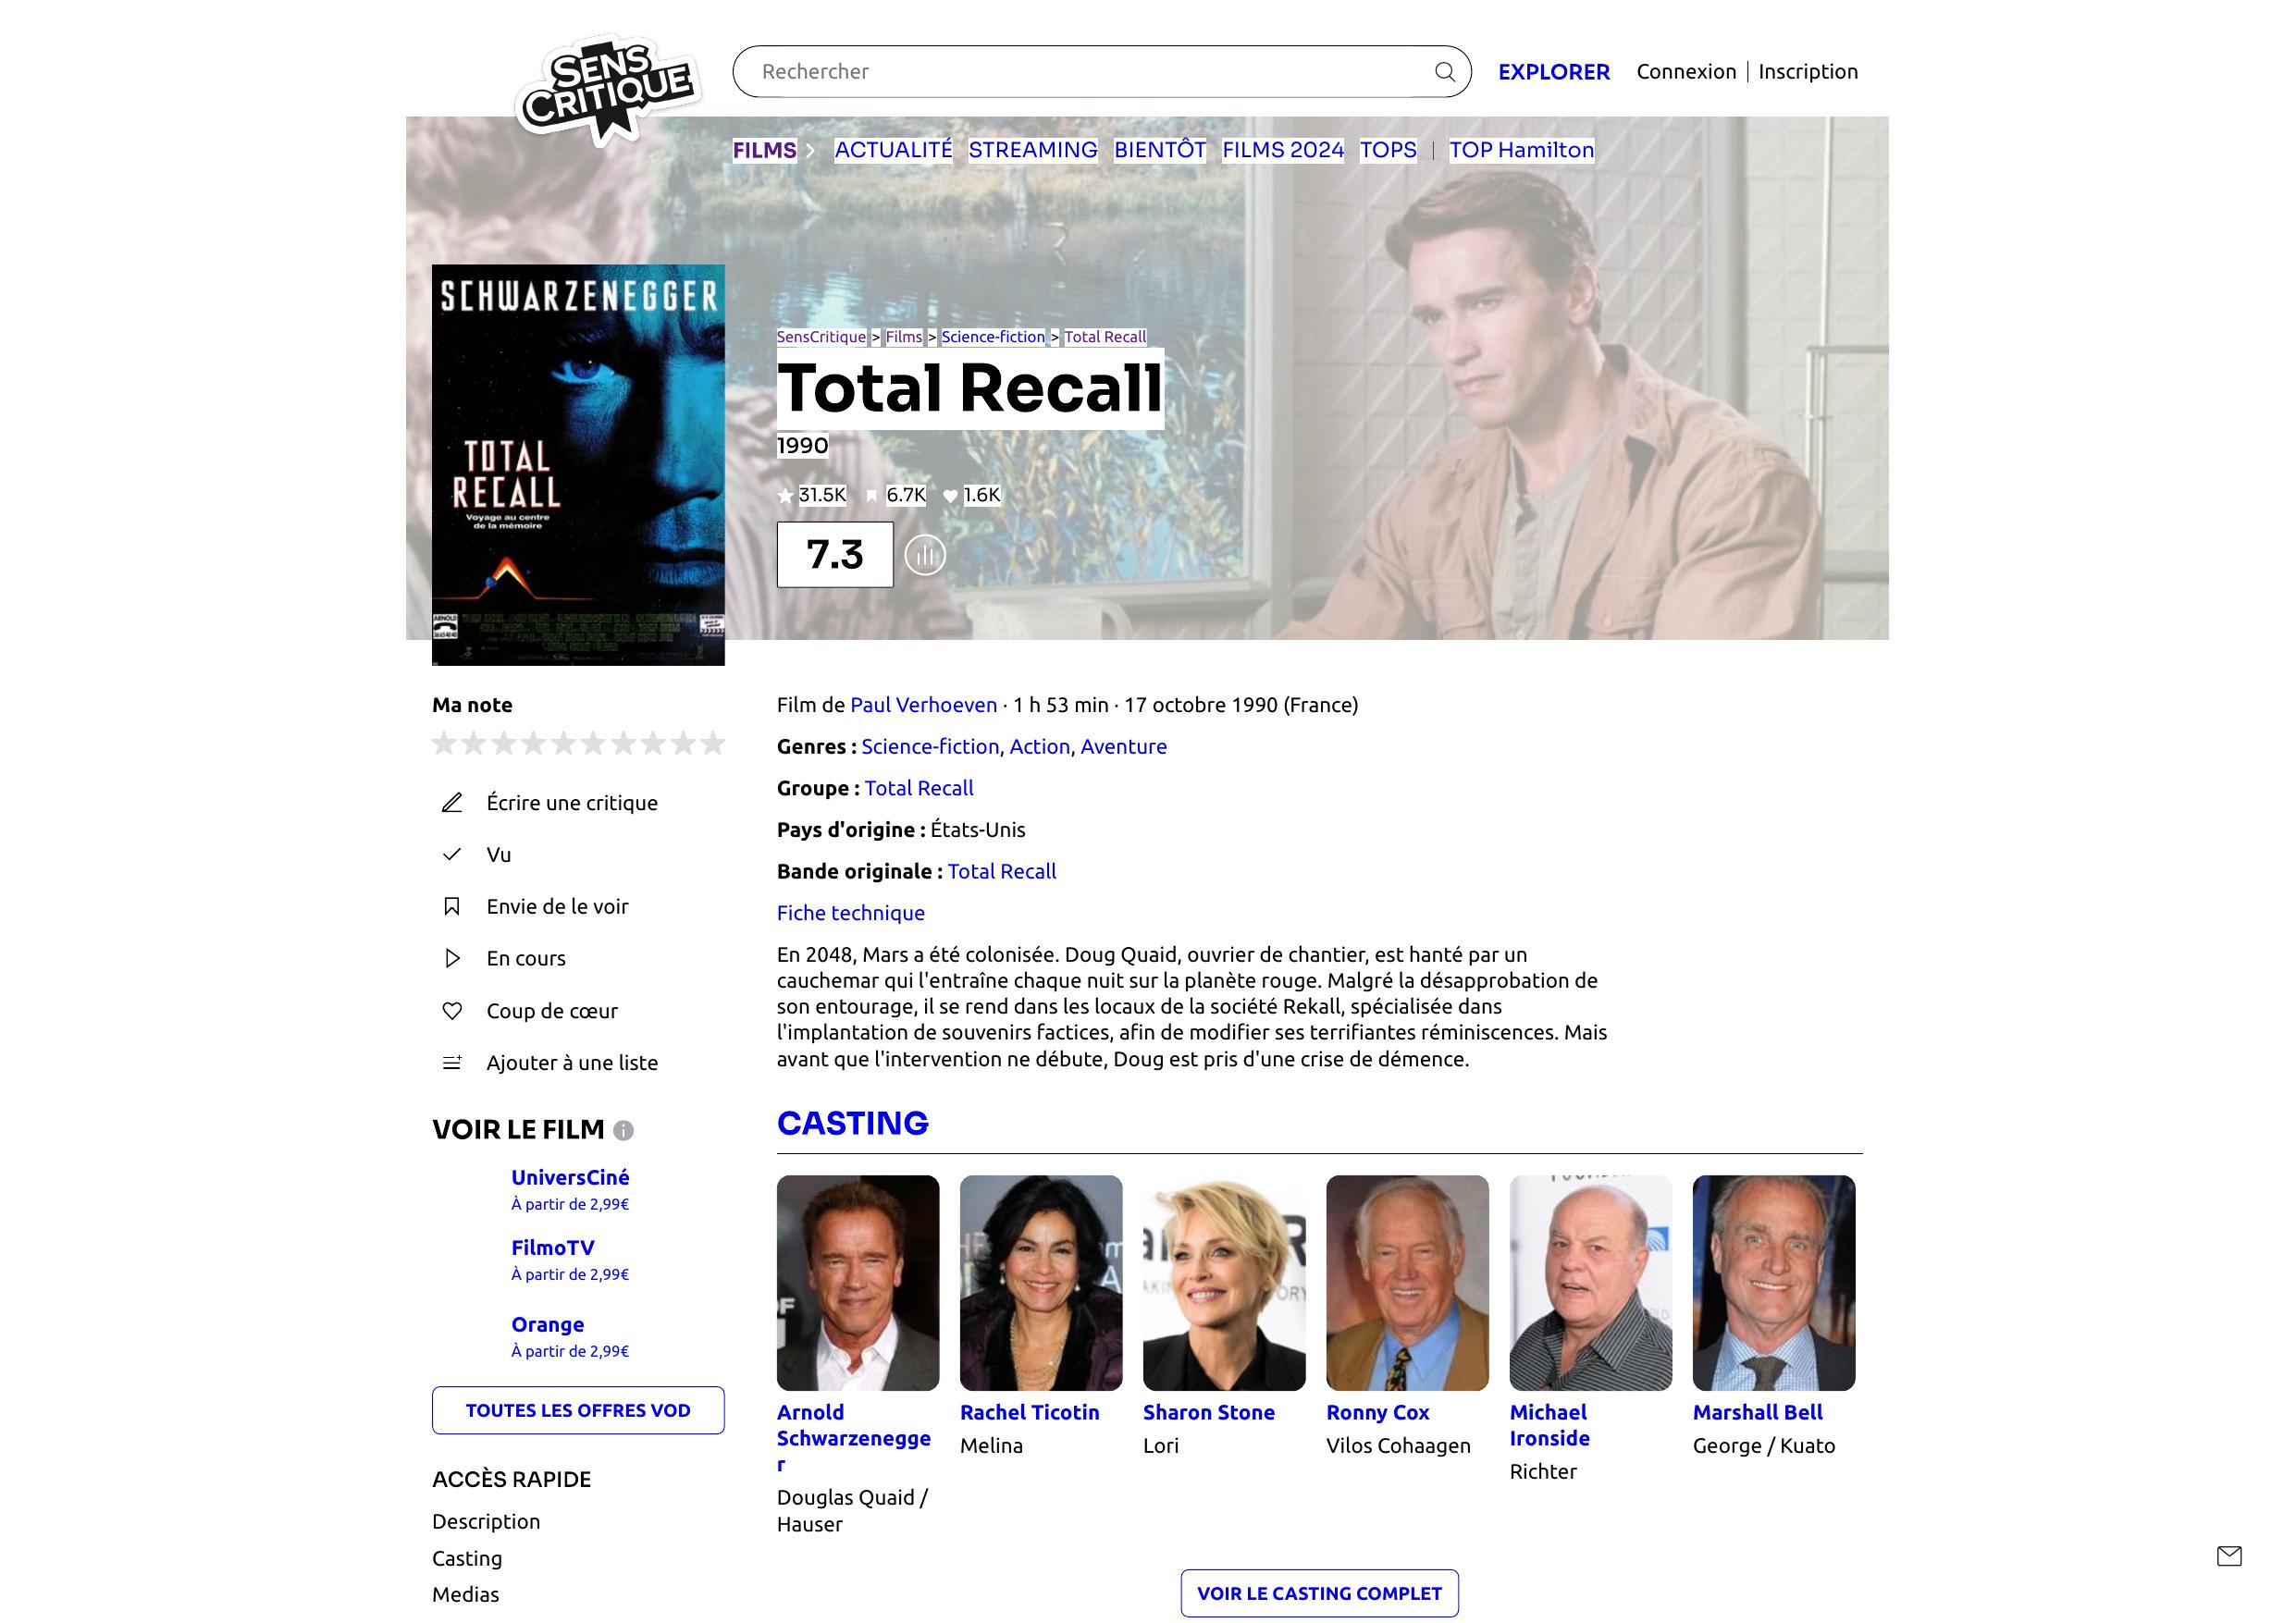 SENS
CRITIQUE
Rechercher
EXPLORER
Connexion | Inscription
FILMS
ACTUALITÉ STREAMING BIENTÔT FILMS 2024 TOPS | TOP Hamilton
SCHWARZENEGGER
TOTAL
RECALL
Voyage au centre
de la mémoire
ARNOLD
SensCritique > Films > Science-fiction > Total Recall
Total Recall
1990
31.5K 6.7K 1.6K
7.3
Ma note
Écrire une critique
Vu
Envie de le voir
En cours
Coup de cœur
Ajouter à une liste
VOIR LE FILM
UniversCiné
À partir de 2,99€
FilmoTV
À partir de 2,99€
Orange
À partir de 2,99€
TOUTES LES OFFRES VOD
ACCÈS RAPIDE
Description
Casting
Medias
Film de Paul Verhoeven · 1 h 53 min · 17 octobre 1990 (France)
Genres : Science-fiction, Action, Aventure
Groupe : Total Recall
Pays d'origine : États-Unis
Bande originale : Total Recall
Fiche technique
En 2048, Mars a été colonisée. Doug Quaid, ouvrier de chantier, est hanté par un
cauchemar qui l'entraîne chaque nuit sur la planète rouge. Malgré la désapprobation de
son entourage, il se rend dans les locaux de la société Rekall, spécialisée dans
l'implantation de souvenirs factices, afin de modifier ses terrifiantes réminiscences. Mais
avant que l'intervention ne débute, Doug est pris d'une crise de démence.
CASTING
Arnold
Schwarzenegge
r
Douglas Quaid /
Hauser
Rachel Ticotin
Melina
Sharon Stone
Lori
Ronny Cox
Vilos Cohaagen
Michael
Ironside
Richter
Marshall Bell
George / Kuato
VOIR LE CASTING COMPLET